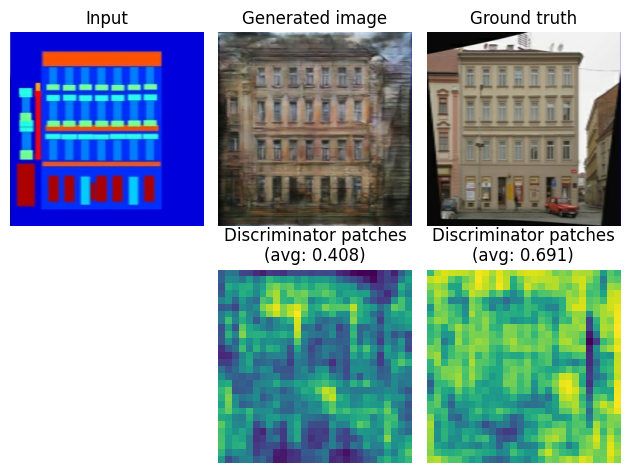 Input
Generated image
Ground truth
Discriminator patches
(avg: 0.408)
Discriminator patches
(avg: 0.691)